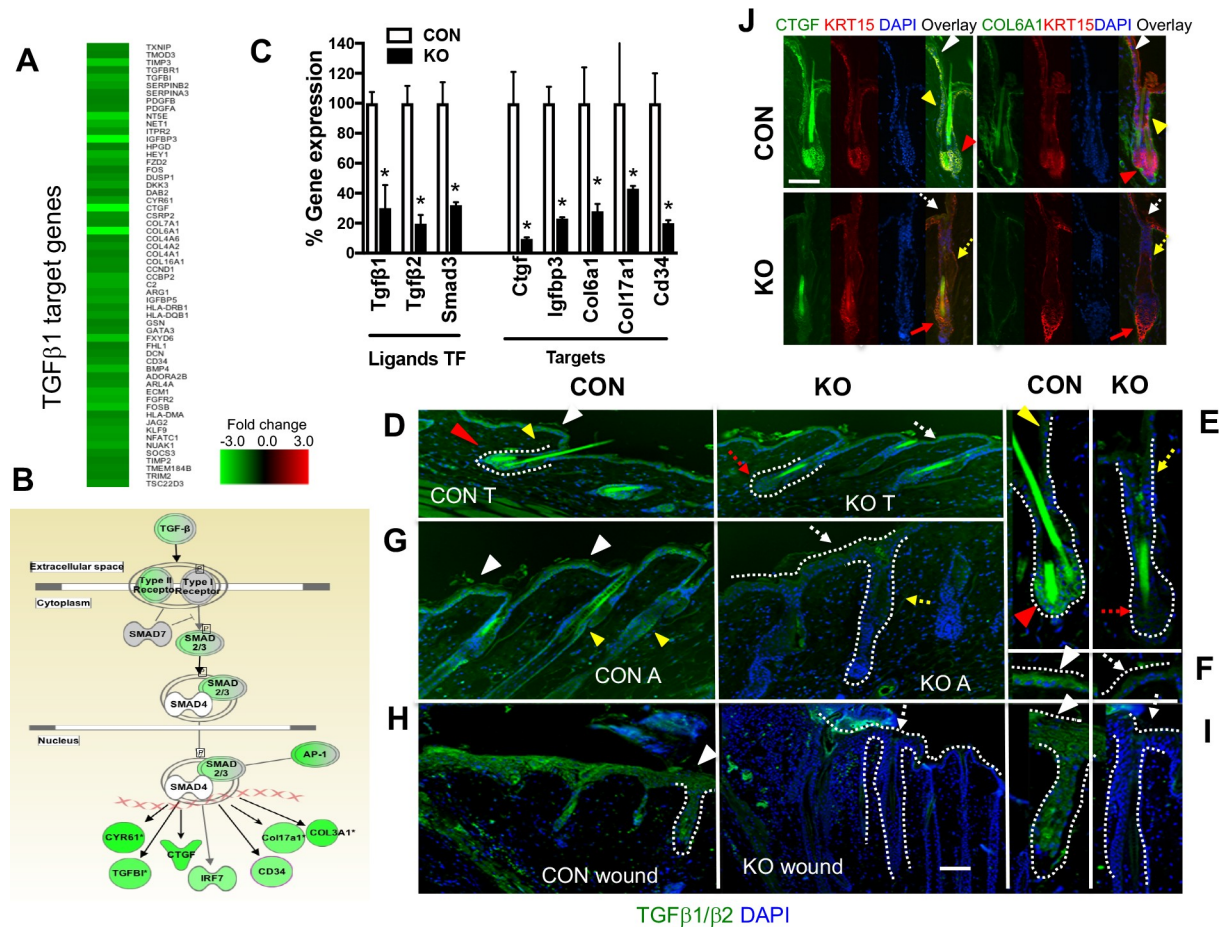 A
TXNIP
TMOD3
TIMP3
TGFBR1
TGFBI
SERPINB2
SERPINA3
PDGFB
PDGFA
NT5E
NET1
ITPR2
IGFBP3
HPGD
HEY1
FZD2
FOS
DUSP1
DKK3
DAB2
CYR61
CTGF
CSRP2
COL7A1
COL6A1
COL4A6
COL4A2
COL4A1
COL16A1
CCND1
CCBP2
C2
ARG1
IGFBP5
HLA-DRB1
HLA-DQB1
GSN
GATA3
FXYD6
FHL1
DCN
CD34
BMP4
ADORA2B
ARL4A
ECM1
FGFR2
FOSB
HLA-DMA
JAG2
KLF9
NFATC1
NUAK1
SOCS3
TIMP2
TMEM184B
TRIM2
TSC22D3
TGFβ1 target genes
Fold change
-3.0 0.0 3.0
B
TGF-β
Extracellular space
Type II Receptor
Type I Receptor
P
Cytoplasm
SMAD7
P
SMAD 2/3
P
SMAD 2/3
SMAD4
Nucleus
P
SMAD 2/3
SMAD4
AP-1
CYR61*
TGFBI*
CTGF
IRF7
CD34
Col17a1*
COL3A1*
C
CON
KO
% Gene expression
140
120
100
80
60
40
20
0
* * * * * * * *
Tgfβ1
Tgfβ2
Smad3
Ctgf
Igfbp3
Col6a1
Col17a1
Cd34
Ligands TF
Targets
J
CTGF KRT15 DAPI Overlay
COL6A1KRT15DAPI Overlay
CON
KO
CON
KO
CON
KO
D
CON T
KO T
E
G
CON A
KO A
F
H
CON wound
KO wound
I
TGFβ1/β2 DAPI